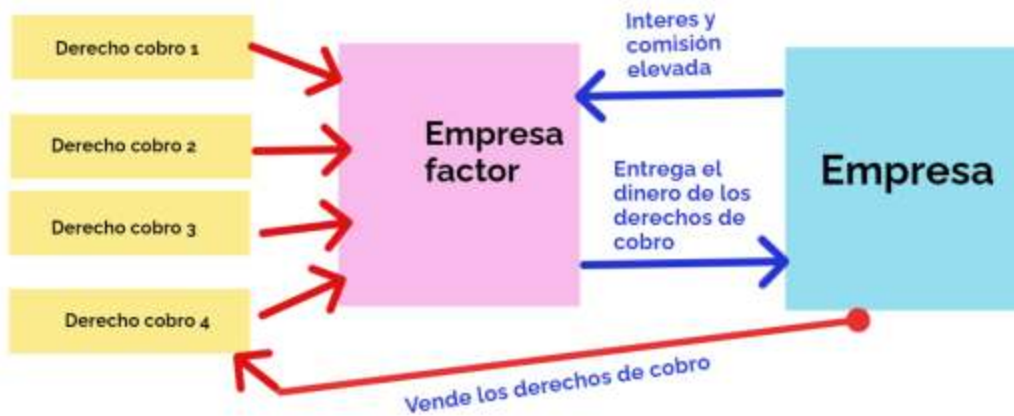 Derecho cobro 1
Derecho cobro 2
Derecho cobro 3
Derecho cobro 4
Empresa
factor
Interes y
comisión
elevada
Entrega el
dinero de los
derechos de
cobro
Empresa
Vende los derechos de cobro